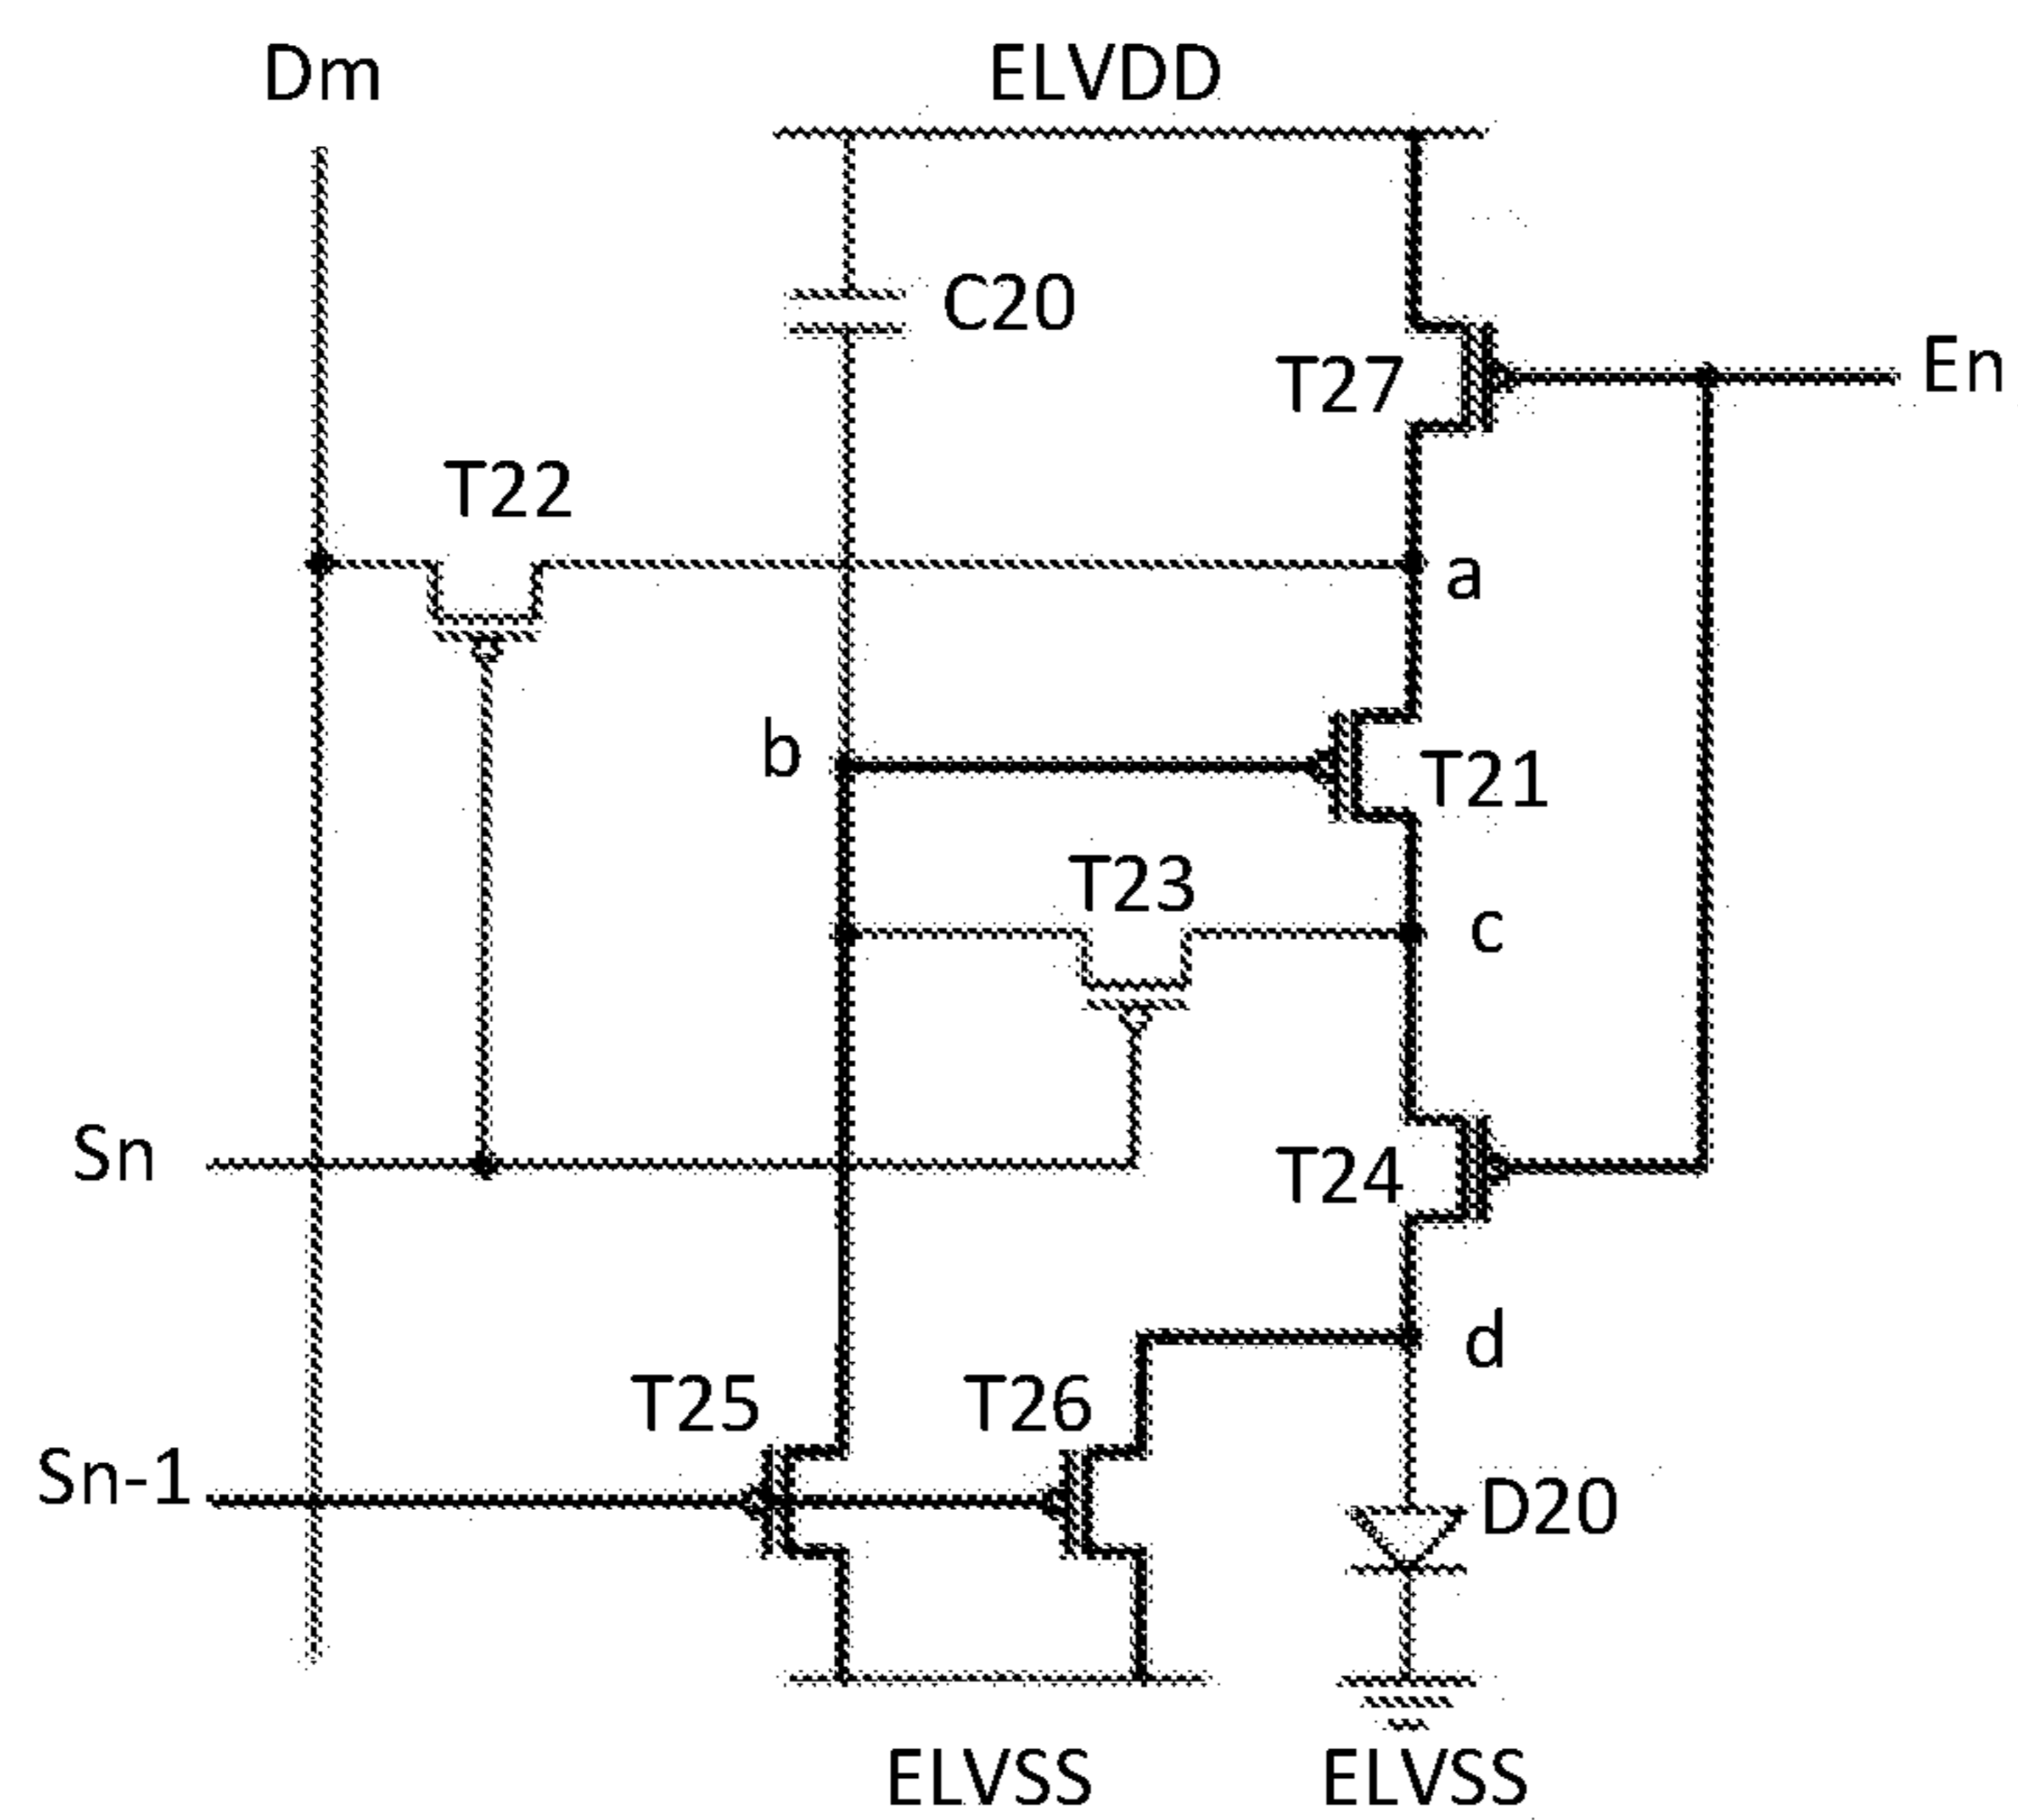 Dm
ELVDD
C20
T27
En
T22
a
b
T21
T23
c
Sn
T24
d
T25
T26
Sn-1
D20
ELVSS
ELVSS